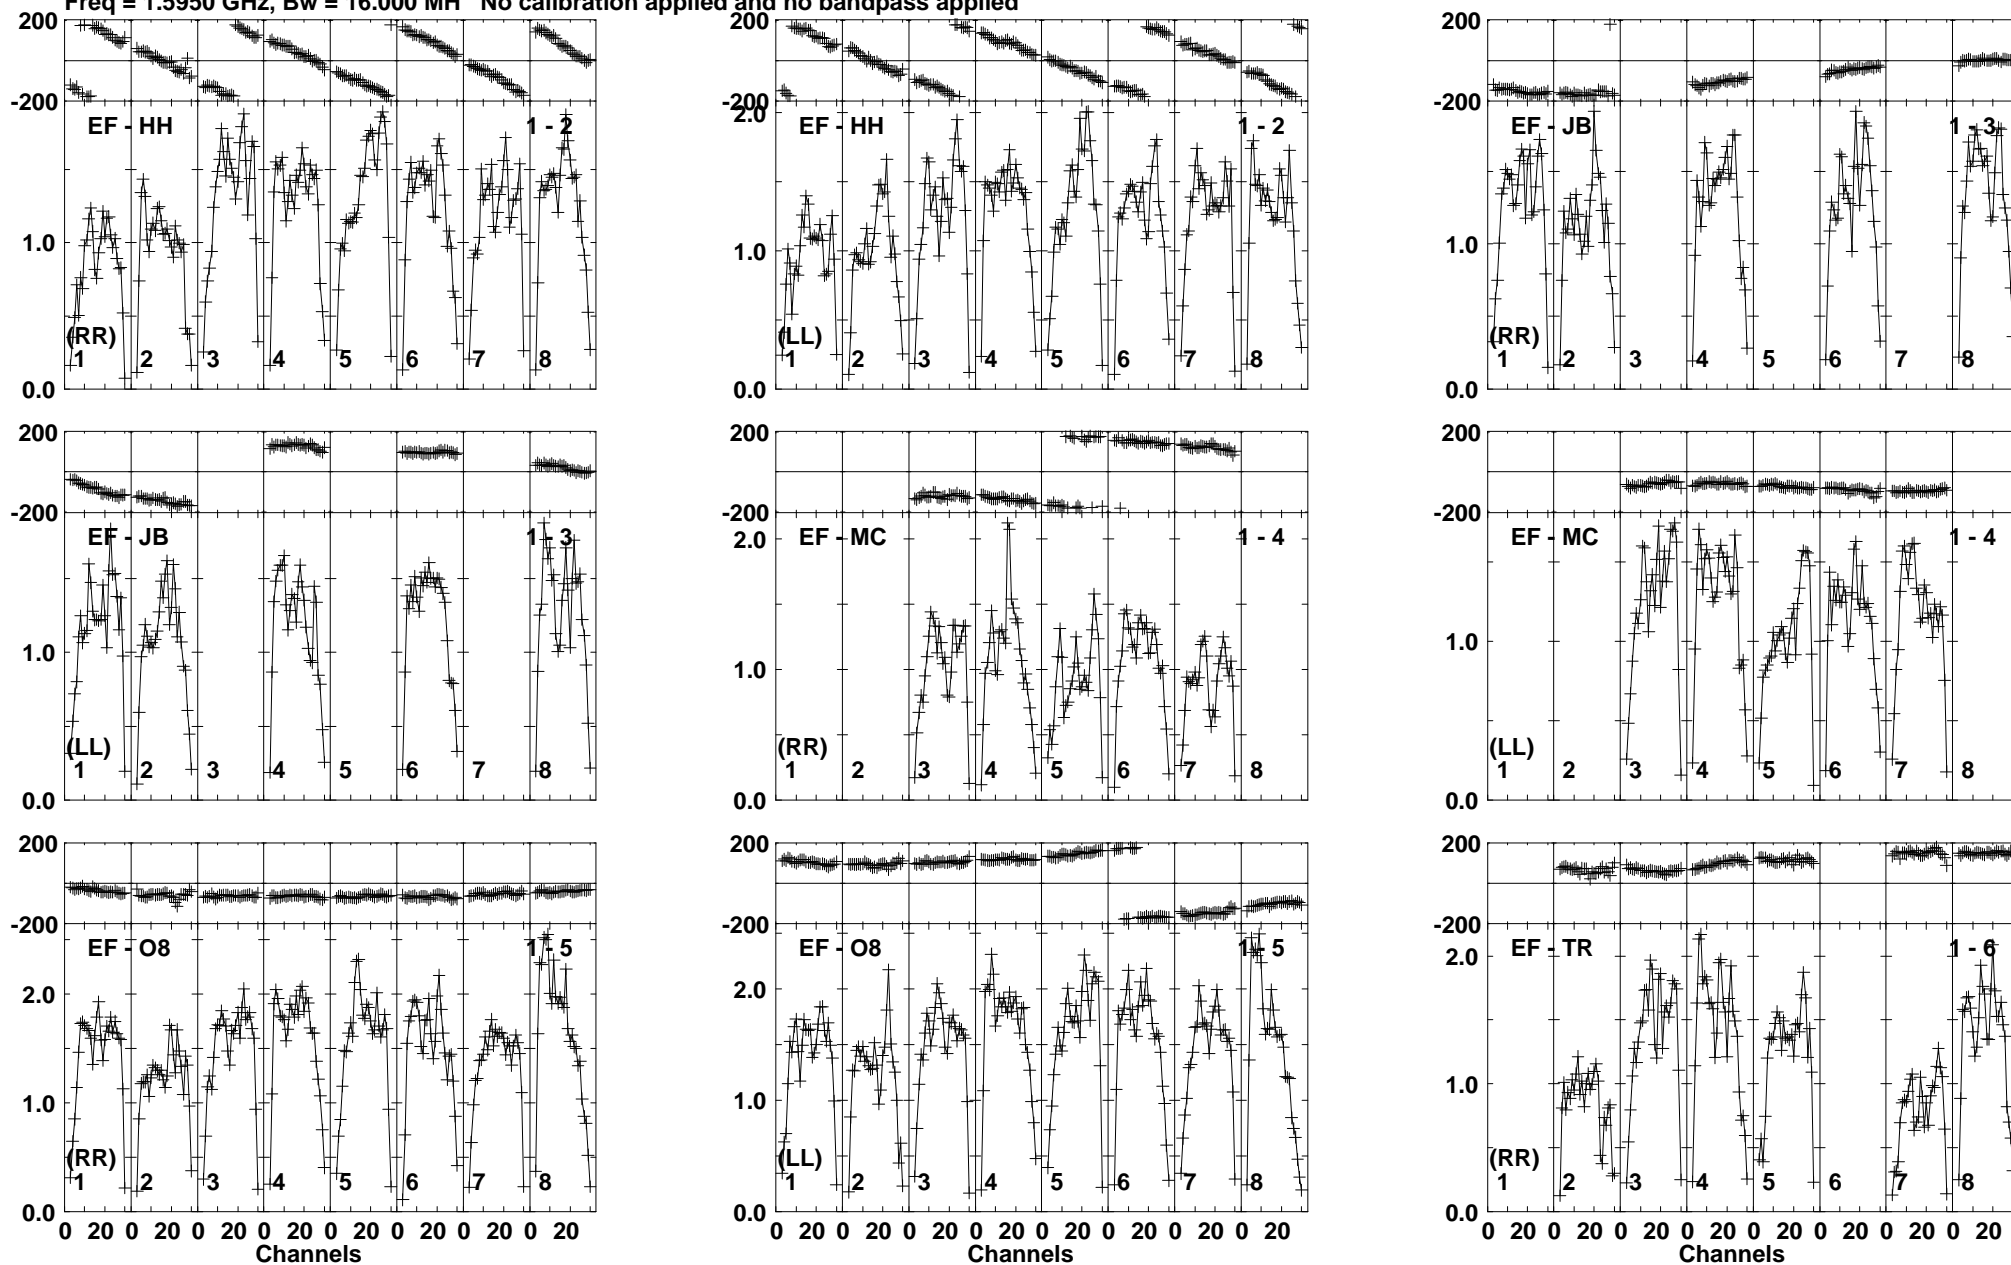 Freq = 1.5950 GHz, Bw = 16.000 MH No calibration applied and no bandpass applied
200 200 200
-200 -200 -200
EF - HH 1 - 2 2.0 EF - HH 1 - 2 EF - JB 1 - 3
1.0 1.0 1.0
(RR) (LL) (RR)
1 2 3 4 5 6 7 8 1 2 3 4 5 6 7 8 1 2 3 4 5 6 7 8
0.0 0.0 0.0
200 200 200
-200 -200 -200
EF - JB 1 - 3 2.0 EF - MC 1 - 4 EF - MC 1 - 4
1.0 1.0 1.0
(LL) (RR) (LL)
1 2 3 4 5 6 7 8 1 2 3 4 5 6 7 8 1 2 3 4 5 6 7 8
0.0 0.0 0.0
200 200 200
-200 -200 -200
EF - O8 1 - 5 EF - O8 1 - 5 EF - TR 1 - 6
2.0 2.0 2.0
1.0 1.0 1.0
(RR) (LL) (RR)
1 2 3 4 5 6 7 8 1 2 3 4 5 6 7 8 1 2 3 4 5 6 7 8
0.0 0.0 0.0
0 20 0 20 0 20 0 20 0 20 0 20 0 20 0 20 0 20 0 20 0 20 0 20 0 20 0 20 0 20 0 20 0 20 0 20 0 20 0 20 0 20 0 20 0 20 0 20
Channels Channels Channels